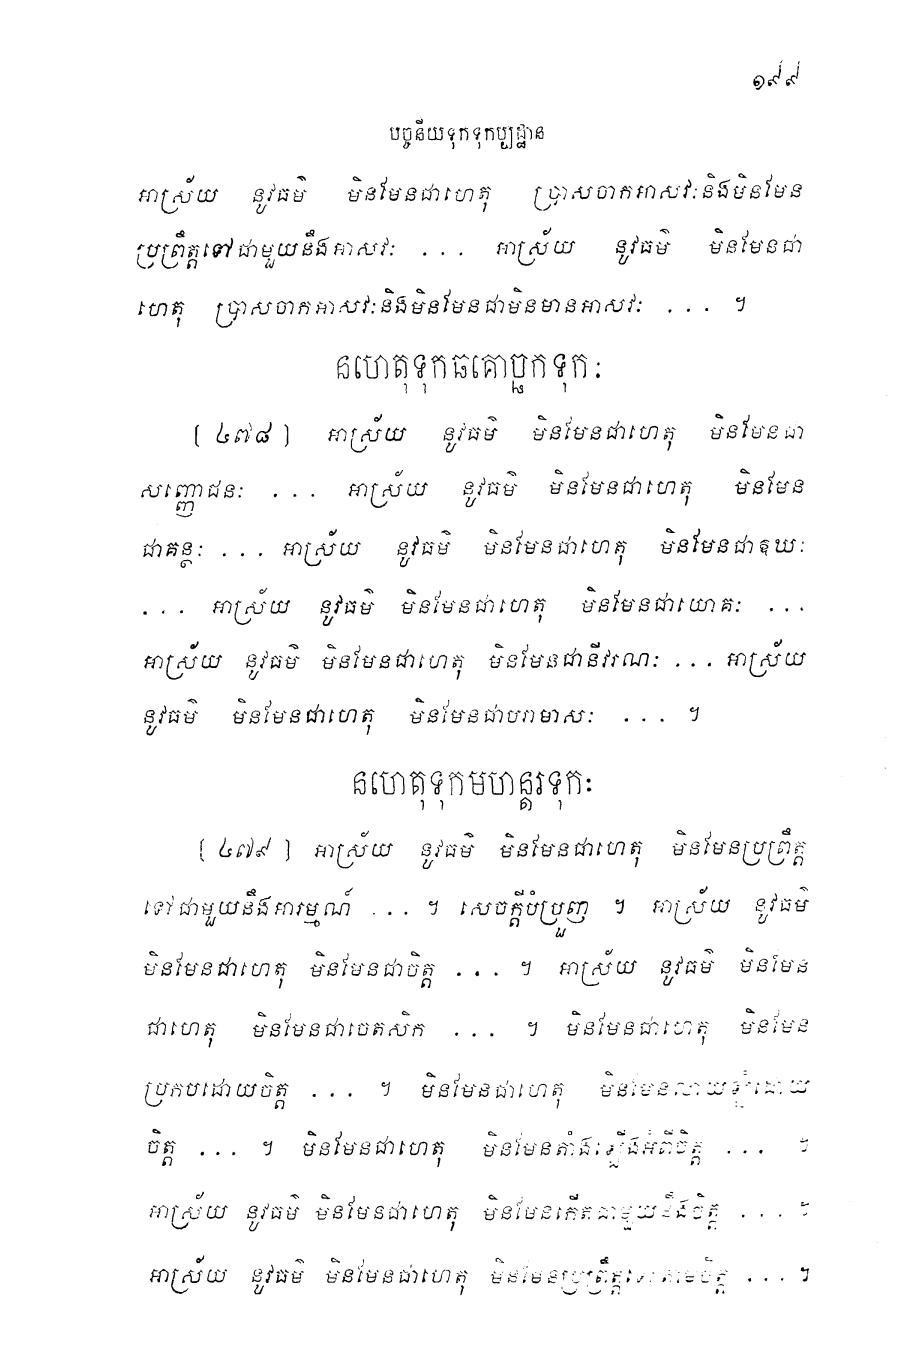 ១៩៩
បច្ចនីយទុកទុកប្បដ្ឋាន
អាស្រ័យ នូវធម៌ មិនមែនជាហេតុ ប្រាសចាកអាសវៈនិងមិនមែន
ប្រព្រឹត្តទៅជាមួយនឹងអាសវៈ ... អាស្រ័យ នូវធម៌ មិនមែនជា
ហេតុ ប្រាសចាកអាសវៈនិងមិនមែនជាមិនមានអាសវៈ ... ។
នហេតុទុកធគោច្ឆកទុកៈ
[ ៤៧៨ ] អាស្រ័យ នូវធម៌ មិនមែនជាហេតុ មិនមែនជា
សញ្ញោជនៈ ... អាស្រ័យ នូវធម៌ មិនមែនជាហេតុ មិនមែន
ជាគន្ថៈ ... អាស្រ័យ នូវធម៌ មិនមែនជាហេតុ មិនមែនជាឱឃៈ
... អាស្រ័យ នូវធម៌ មិនមែនជាហេតុ មិនមែនជាយោគៈ ...
អាស្រ័យ នូវធម៌ មិនមែនជាហេតុ មិនមែនជានីវរណៈ ... អាស្រ័យ
នូវធម៌ មិនមែនជាហេតុ មិនមែនជាបរាមាសៈ ... ។
នហេតុទុកមហន្តរទុកៈ
[ ៤៧៩ ] អាស្រ័យ នូវធម៌ មិនមែនជាហេតុ មិនមែនប្រព្រឹត្ត
ទៅជាមួយនឹងអារម្មណ៍ ... ។ សេចក្តីបំប្រួញ ។ អាស្រ័យ នូវធម៌
មិនមែនជាហេតុ មិនមែនជាចិត្ត ... ។ អាស្រ័យ នូវធម៌ មិនមែន
ជាហេតុ មិនមែនជាចេតសិក ... ។ មិនមែនជាហេតុ មិនមែន
ប្រកបដោយចិត្ត ... ។ មិនមែនជាហេតុ មិនមែនលាយឡំដោយ
ចិត្ត ... ។ មិនមែនជាហេតុ មិនមែនតាំងឡើងអំពីចិត្ត ... ។
អាស្រ័យ នូវធម៌ មិនមែនជាហេតុ មិនមែនកើតជាមួយនឹងចិត្ត ... ។
អាស្រ័យ នូវធម៌ មិនមែនជាហេតុ មិនមែនប្រព្រឹត្តទៅតាមចិត្ត ... ។